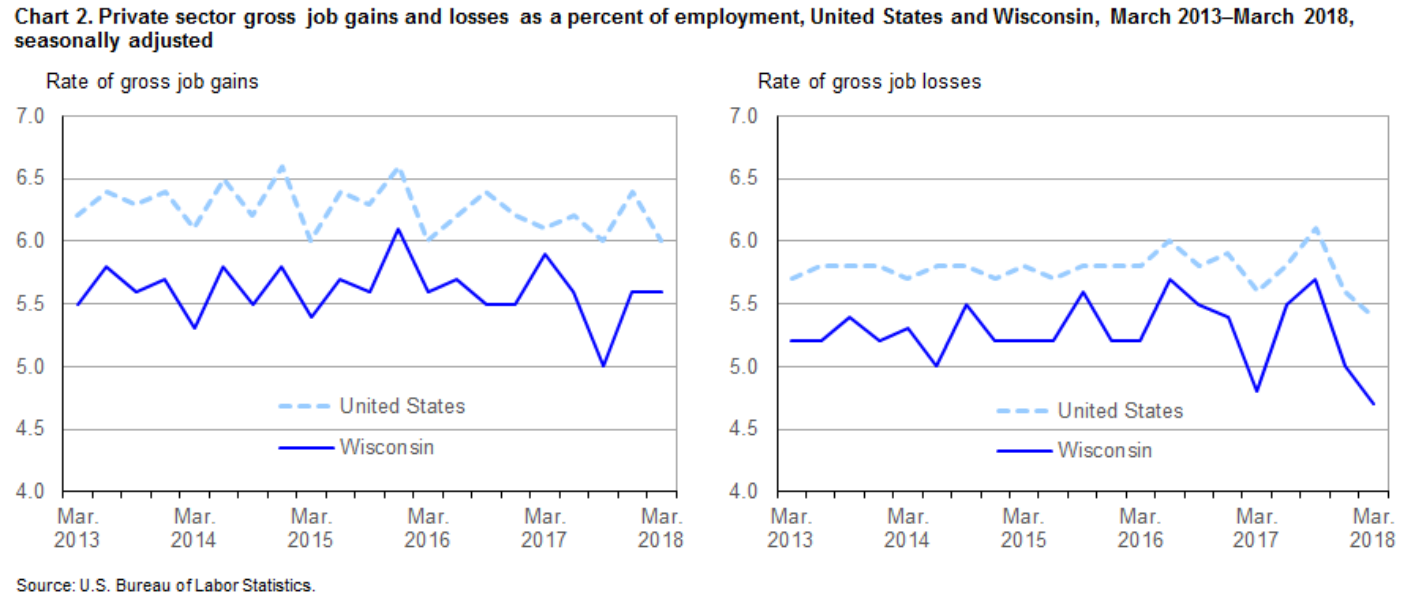 Chart 2. Private sector gross job gains and losses as a percent of employment, United States and Wisconsin, March 2013–March 2018,
seasonally adjusted
Rate of gross job gains
7.0
6.5
6.0
5.5
5.0
4.5
4.0
United States
Wisconsin
Mar. Mar. Mar. Mar. Mar. Mar.
2013 2014 2015 2016 2017 2018
Rate of gross job losses
7.0
6.5
6.0
5.5
5.0
4.5
4.0
United States
Wisconsin
Mar. Mar. Mar. Mar. Mar. Mar.
2013 2014 2015 2016 2017 2018
Source: U.S. Bureau of Labor Statistics.